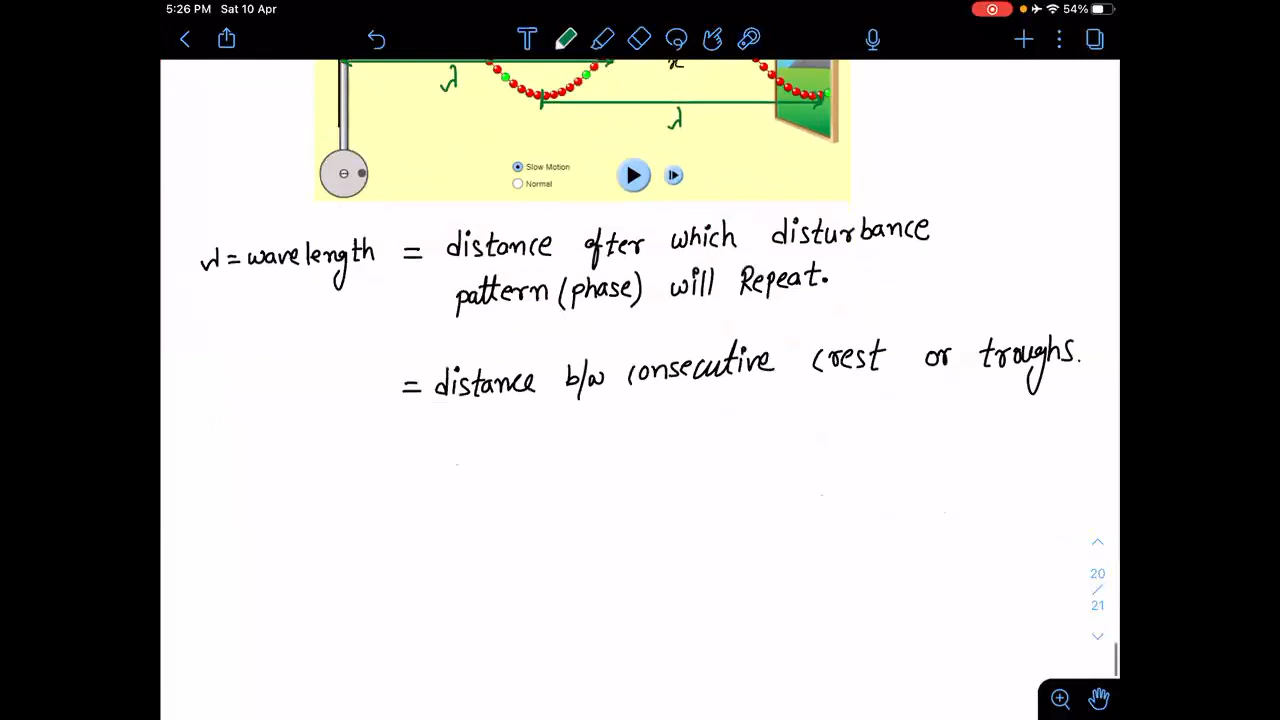 5:26 PM Sat 10 Apr
54%
λ
x
λ
Slow Motion
Normal
λ = wavelength = distance after which disturbance
pattern (phase) will Repeat.
= distance b/w consecutive crest or troughs.
20
/
21